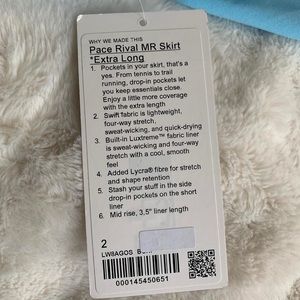 WHY WE MADE THIS
Pace Rival MR Skirt
*Extra Long
1. Pockets in your skirt, that's a
yes. From tennis to trail
running, drop-in pockets let
you keep essentials close.
Enjoy a little more coverage
with the extra length
2. Swift fabric is lightweight,
four-way stretch,
sweat-wicking, and quick-drying
3. Built-in Luxtreme™ fabric liner
is sweat-wicking and four-way
stretch with a cool, smooth
feel
4. Added Lycra® fibre for stretch
and shape retention
5. Stash your stuff in the side
drop-in pockets on the short
liner
6. Mid rise, 3.5" liner length
2
LW8AGOS
000145450651